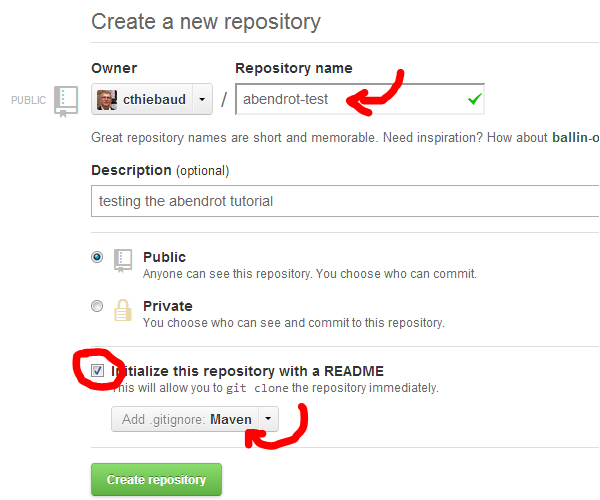 Create a new repository
Owner
Repository name
PUBLIC
cthiebaud / abendrot-test
Great repository names are short and memorable. Need inspiration? How about ballin-o
Description (optional)
testing the abendrot tutorial
Public
Anyone can see this repository. You choose who can commit.
Private
You choose who can see and commit to this repository.
Initialize this repository with a README
This will allow you to git clone the repository immediately.
Add .gitignore: Maven
Create repository